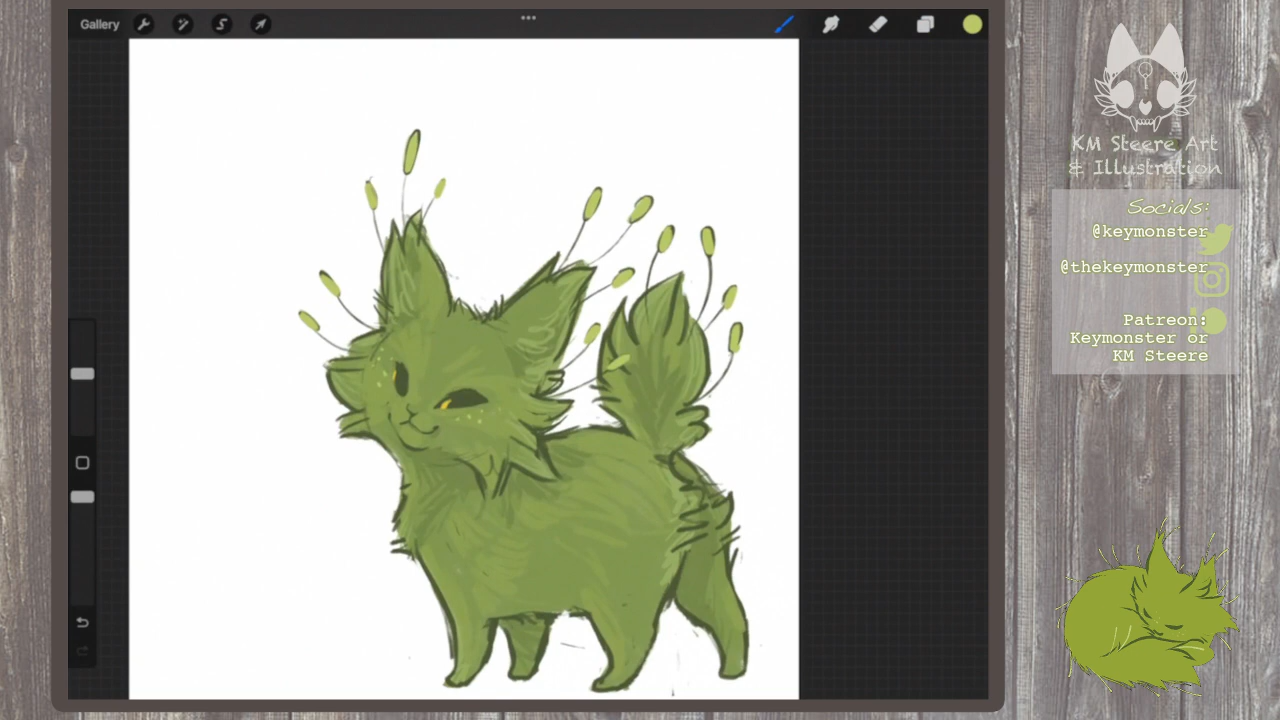 Gallery
KM Steere Art
& Illustration
Socials:
@keymonster
@thekeymonster
Patreon:
Keymonster or
KM Steere